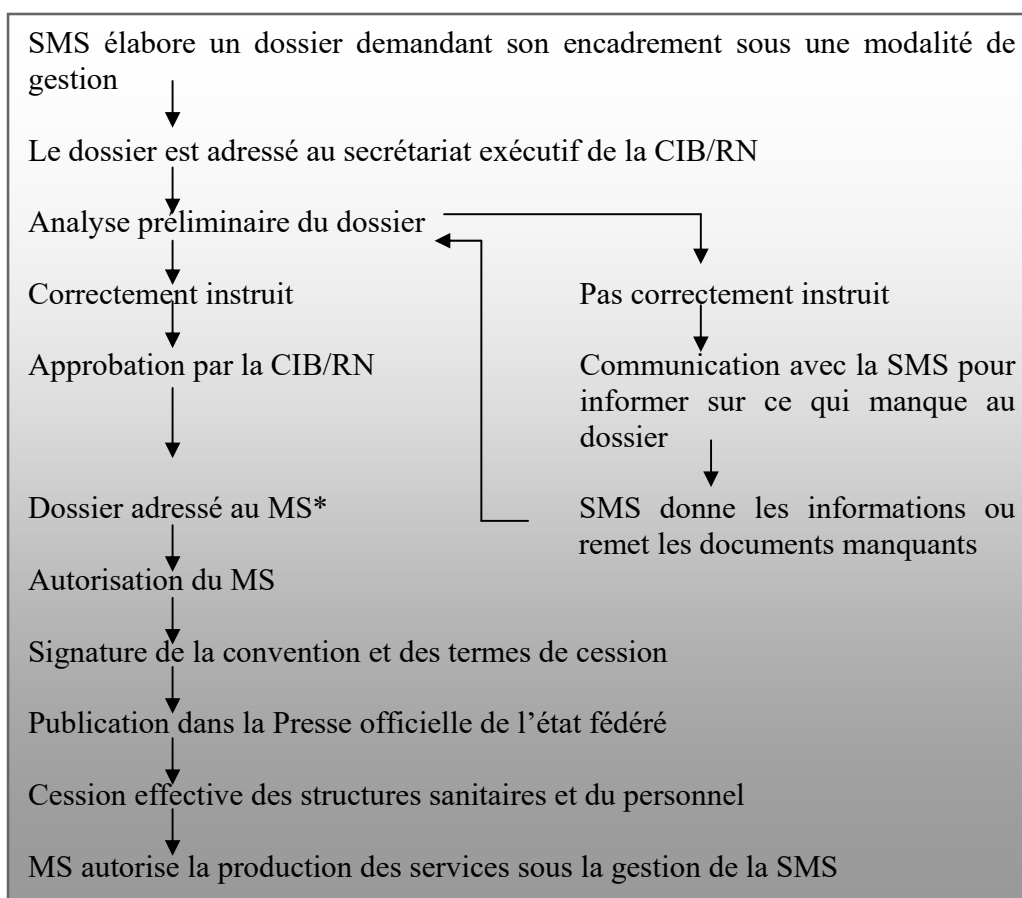 SMS élabore un dossier demandant son encadrement sous une modalité de
gestion
Le dossier est adressé au secrétariat exécutif de la CIB/RN
Analyse préliminaire du dossier
Correctement instruit
Pas correctement instruit
Approbation par la CIB/RN
Communication avec la SMS pour
informer sur ce qui manque au
dossier
Dossier adressé au MS*
SMS donne les informations ou
remet les documents manquants
Autorisation du MS
Signature de la convention et des termes de cession
Publication dans la Presse officielle de l’état fédéré
Cession effective des structures sanitaires et du personnel
MS autorise la production des services sous la gestion de la SMS